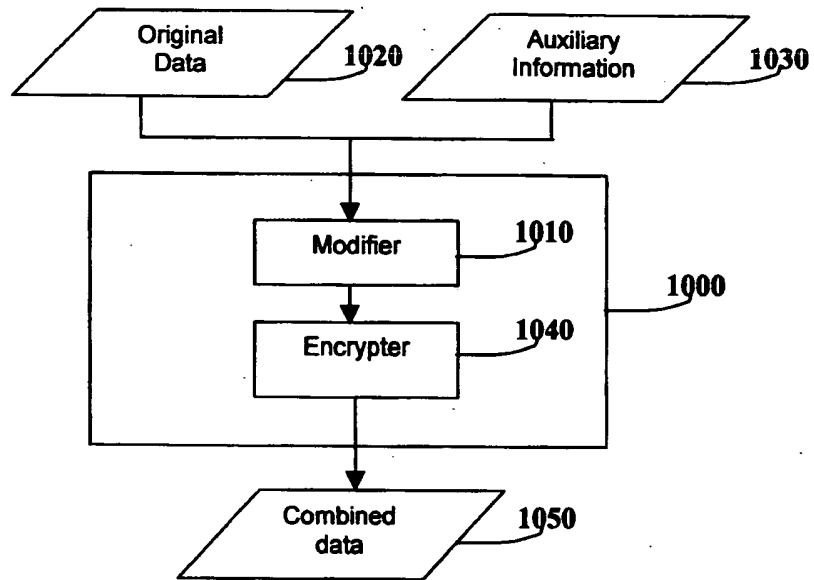 Original
Data
1020
Auxiliary
Information
1030
Modifier
1010
1000
Encrypter
1040
Combined
data
1050